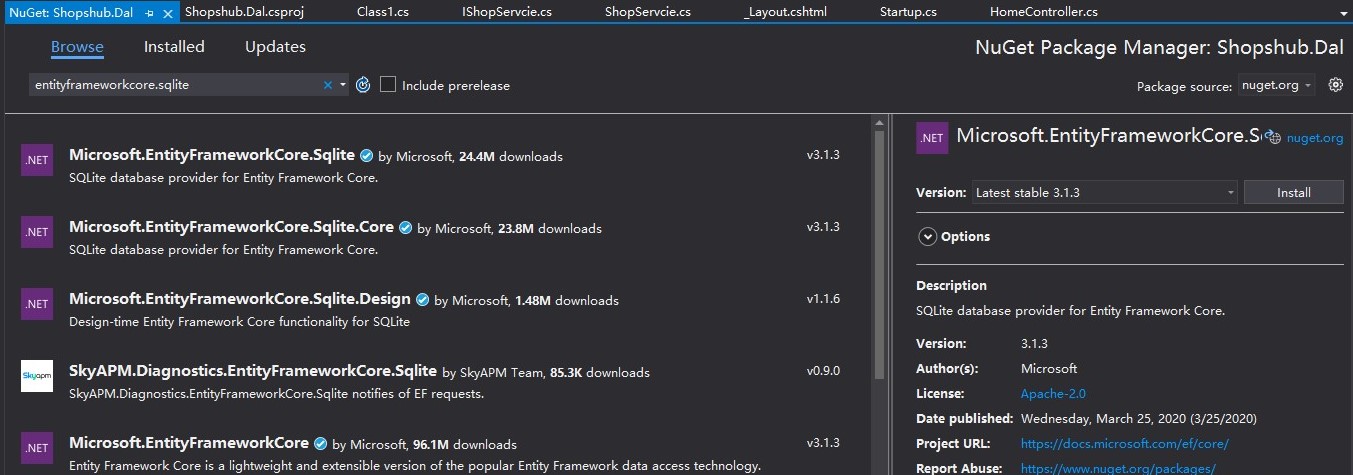 NuGet: Shopshub.Dal Shopshub.Dal.csproj Class1.cs IShopServcie.cs ShopServcie.cs _Layout.cshtml Startup.cs HomeController.cs
Browse Installed Updates
NuGet Package Manager: Shopshub.Dal
entityframeworkcore.sqlite
Include prerelease
Package source: nuget.org
.NET
Microsoft.EntityFrameworkCore.Sqlite by Microsoft, 24.4M downloads v3.1.3
SQLite database provider for Entity Framework Core.
.NET
Microsoft.EntityFrameworkCore.Sqlite.Core by Microsoft, 23.8M downloads v3.1.3
SQLite database provider for Entity Framework Core.
.NET
Microsoft.EntityFrameworkCore.Sqlite.Design by Microsoft, 1.48M downloads v1.1.6
Design-time Entity Framework Core functionality for SQLite
Skyapm
SkyAPM.Diagnostics.EntityFrameworkCore.Sqlite by SkyAPM Team, 85.3K downloads v0.9.0
SkyAPM.Diagnostics.EntityFrameworkCore.Sqlite notifies of EF requests.
.NET
Microsoft.EntityFrameworkCore by Microsoft, 96.1M downloads v3.1.3
Entity Framework Core is a lightweight and extensible version of the popular Entity Framework data access technology.
.NET
Microsoft.EntityFrameworkCore.S nuget.org
Version: Latest stable 3.1.3 Install
Options
Description
SQLite database provider for Entity Framework Core.
Version: 3.1.3
Author(s): Microsoft
License: Apache-2.0
Date published: Wednesday, March 25, 2020 (3/25/2020)
Project URL: https://docs.microsoft.com/ef/core/
Report Abuse: https://www.nuget.org/packages/